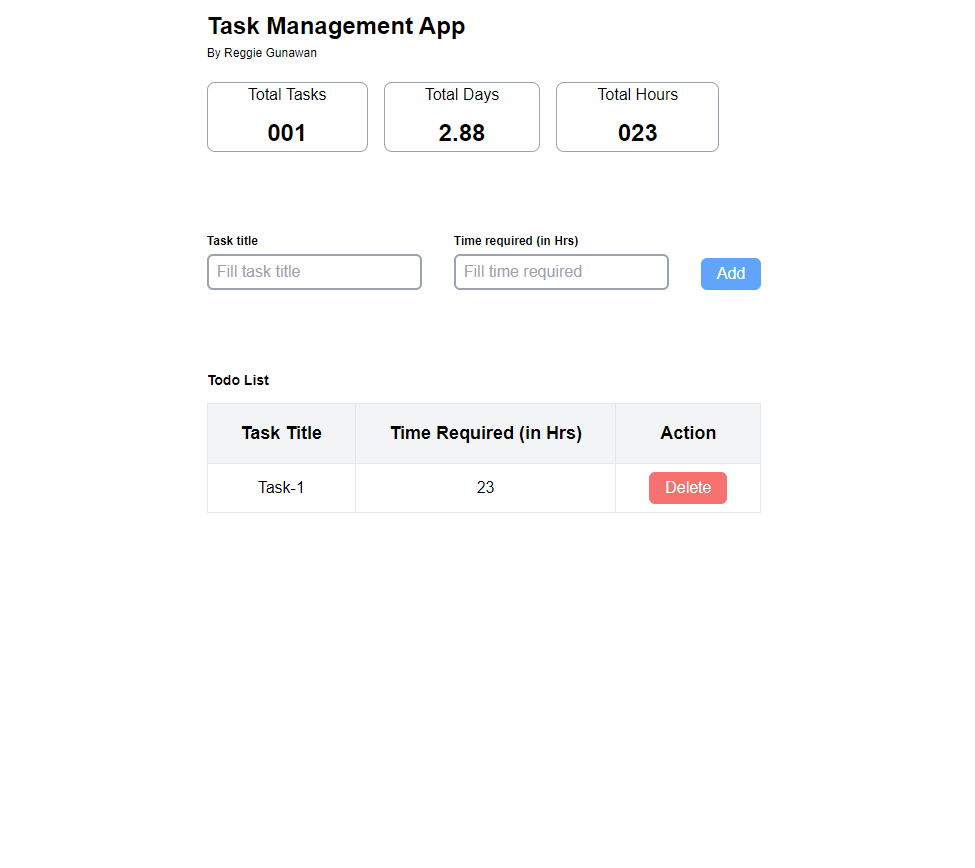 Task Management App
By Reggie Gunawan
Total Tasks Total Days Total Hours
001 2.88 023
Task title Time required (in Hrs)
Fill task title Fill time required Add
Todo List
Task Title Time Required (in Hrs) Action
Task-1 23 Delete